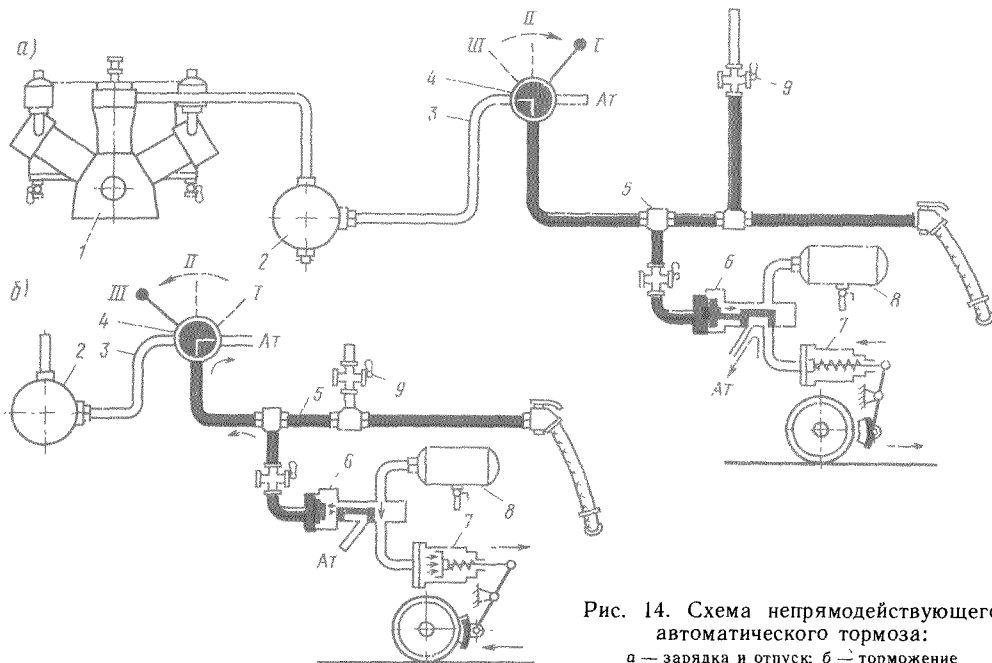 а)
1
2
3
4
III
II
I
Ат
5
9
6
8
7
Ат
б)
2
3
4
III
II
I
Ат
5
9
6
8
7
Ат
Рис. 14. Схема непрямодействующего
автоматического тормоза:
а — зарядка и отпуск; б — торможение